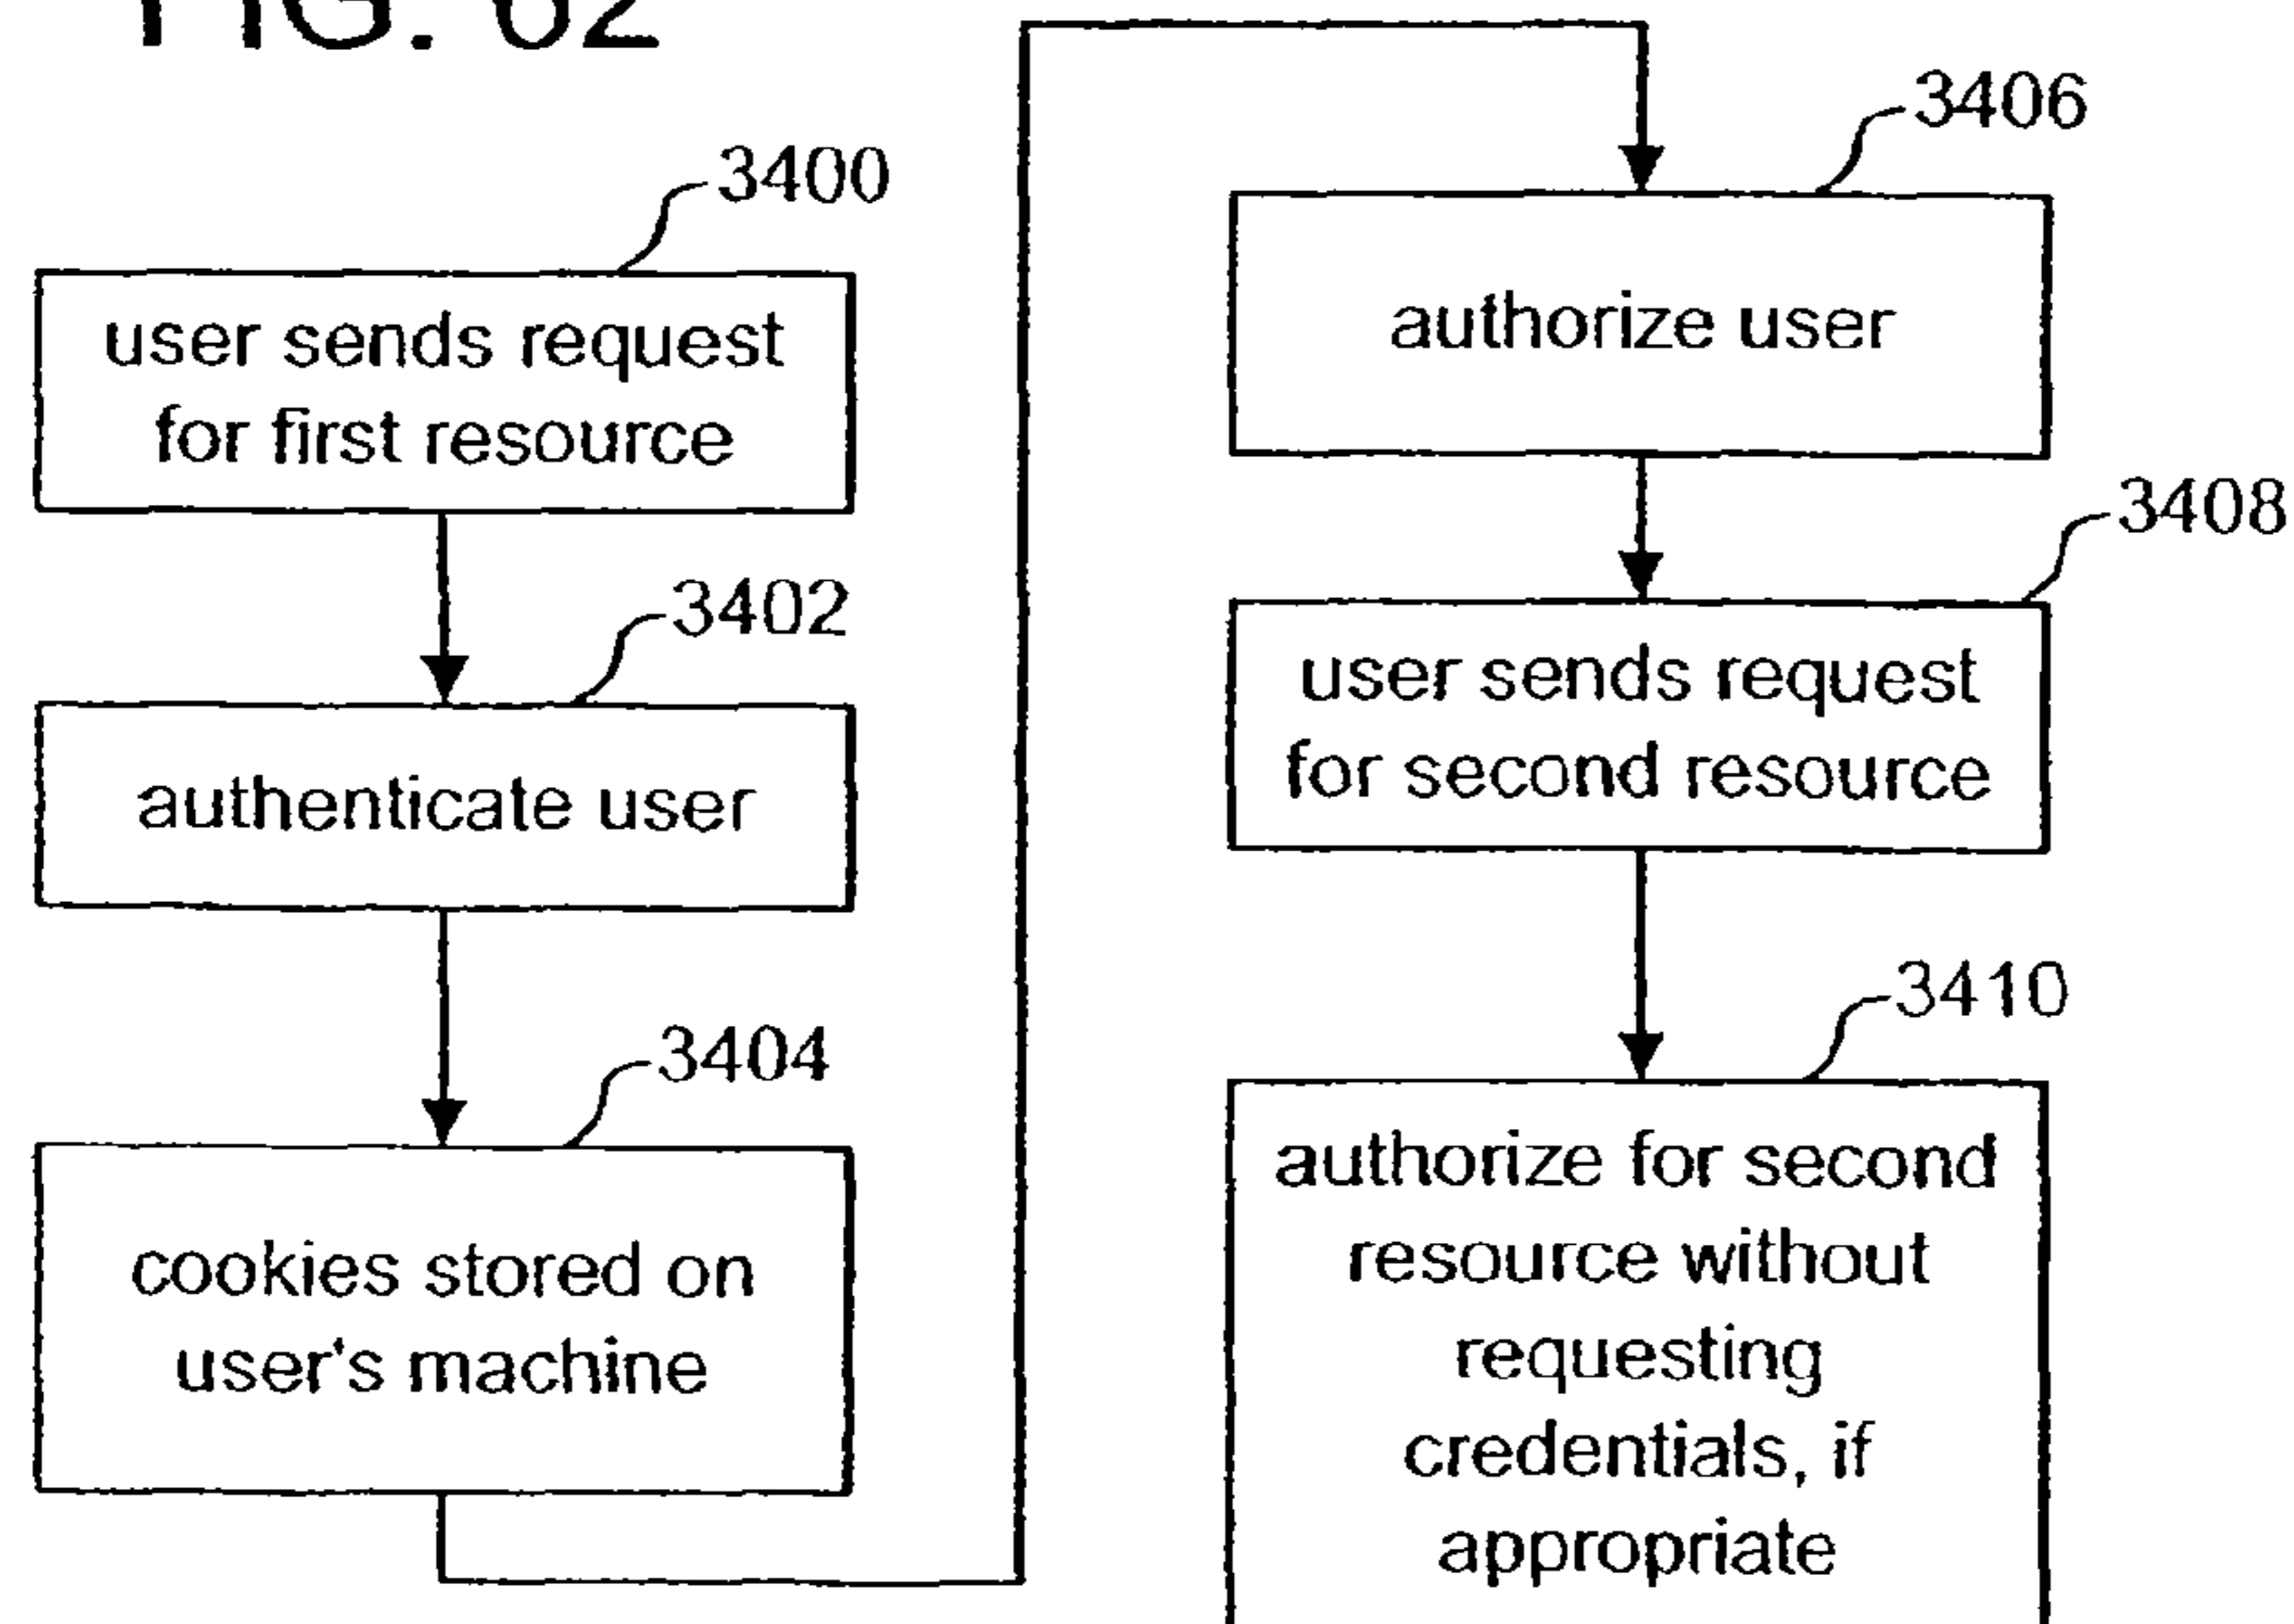 FIG. 62
3400
user sends request
for first resource
3402
authenticate user
3404
cookies stored on
user's machine
3406
authorize user
3408
user sends request
for second resource
3410
authorize for second
resource without
requesting
credentials, if
appropriate